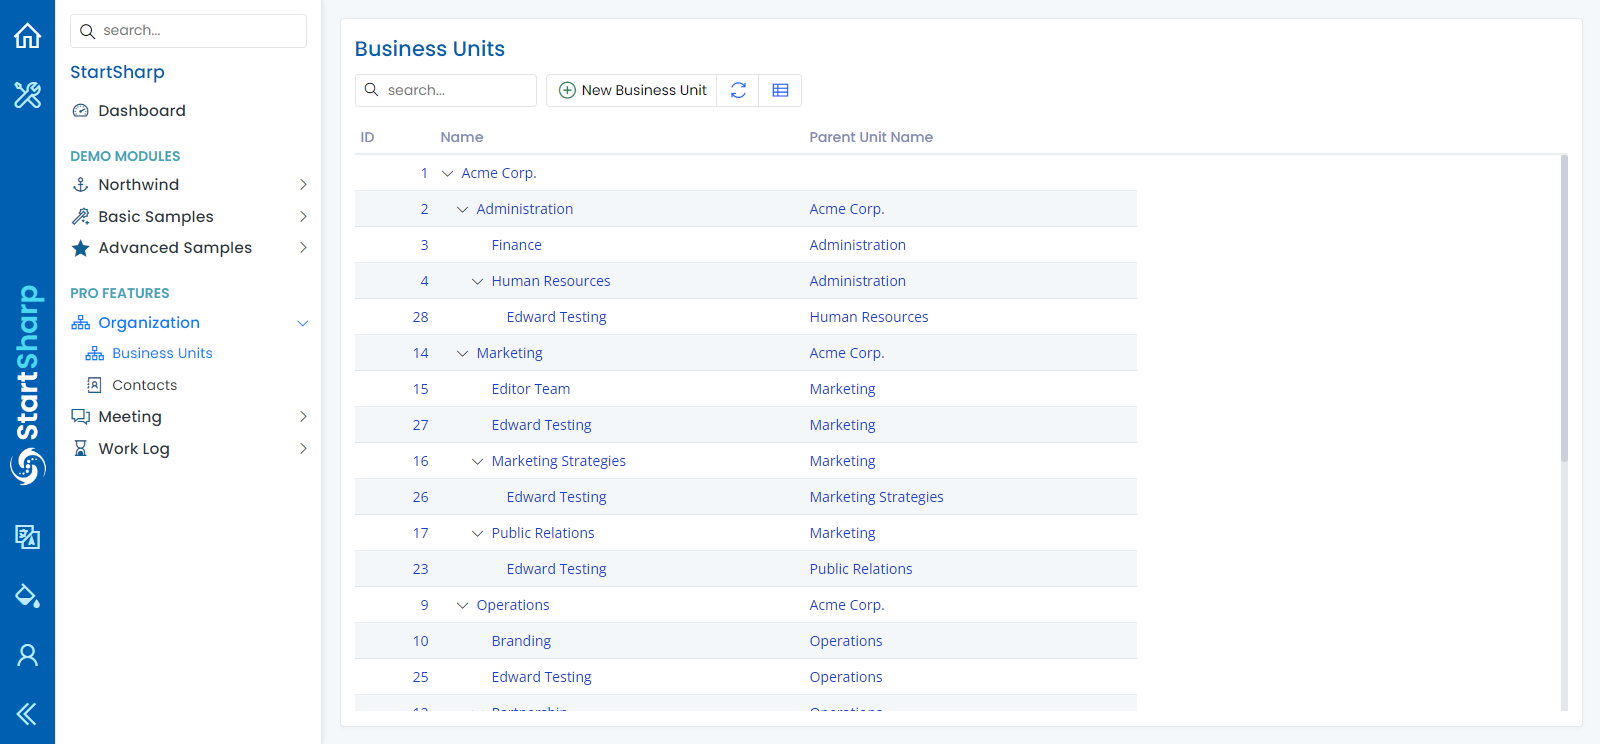 search...
StartSharp
Dashboard
DEMO MODULES
Northwind
Basic Samples
Advanced Samples
PRO FEATURES
Organization
Business Units
Contacts
Meeting
Work Log
StartSharp
Business Units
search...
New Business Unit
ID Name Parent Unit Name
1 Acme Corp.
2 Administration Acme Corp.
3 Finance Administration
4 Human Resources Administration
28 Edward Testing Human Resources
14 Marketing Acme Corp.
15 Editor Team Marketing
27 Edward Testing Marketing
16 Marketing Strategies Marketing
26 Edward Testing Marketing Strategies
17 Public Relations Marketing
23 Edward Testing Public Relations
9 Operations Acme Corp.
10 Branding Operations
25 Edward Testing Operations
Partnership Operations